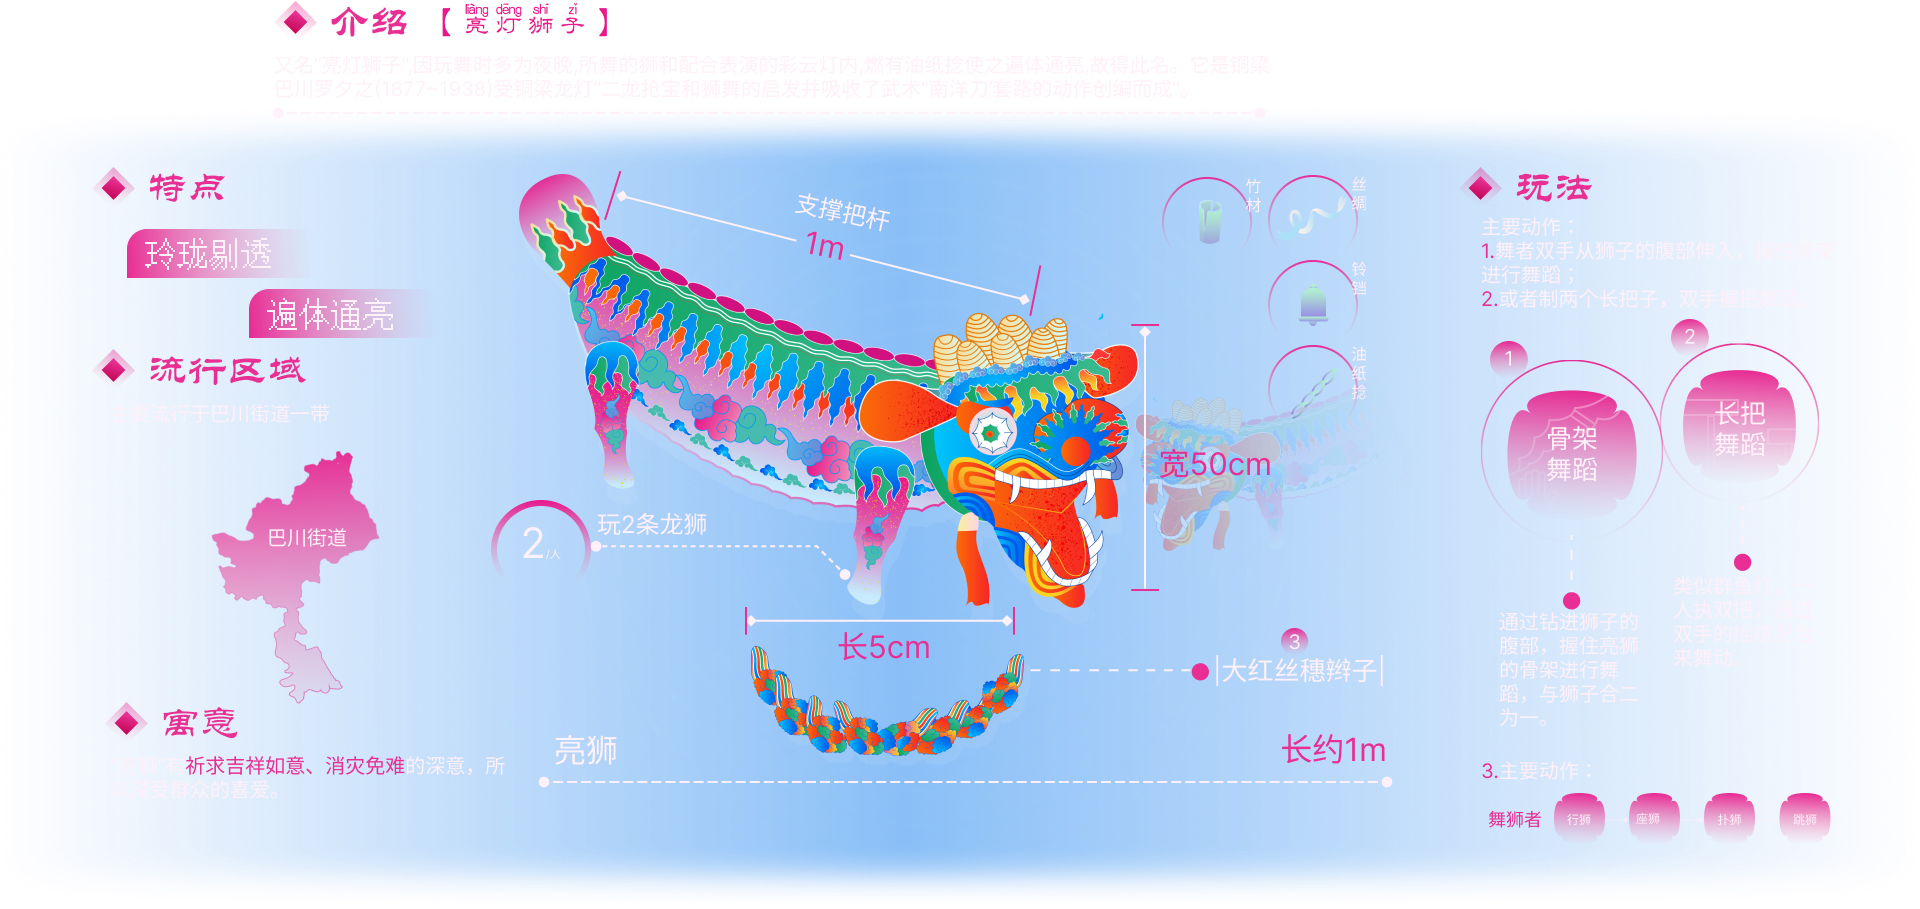 介绍 【亮灯狮子】
liàng dēng shī zǐ
又名"亮灯狮子",因玩舞时多为夜晚,所舞的狮和配合表演的彩云灯内,燃有油纸捻使之遍体通亮,故得此名。它是铜梁
巴川罗夕之(1877~1938)受铜梁龙灯"二龙抢宝和狮舞的启发并吸收了武术"南洋刀'套路的动作创编而成"。
特点
玲珑剔透
遍体通亮
流行区域
流行于巴川街道一带
巴川街道
寓意
祈求吉祥如意、消灾免难的深意，所
群众的喜爱。
支撑把杆
1m
竹材
丝绸
铃铛
油纸捻
宽50cm
2/人
玩2条龙狮
长5cm
3
大红丝穗辫子
亮狮
长约1m
玩法
主要动作：
1.舞者双手从狮子的腹部伸入，
进行舞蹈；
2.或者制两个长把子，双手
1
骨架
舞蹈
2
长把
舞蹈
通过钻进狮子的
腹部，握住亮狮
的骨架进行舞
蹈，与狮子合二
为一。
类似
人执双
双手的
来舞动
3.主要动作：
舞狮者
行狮
座狮
扑狮
跳狮